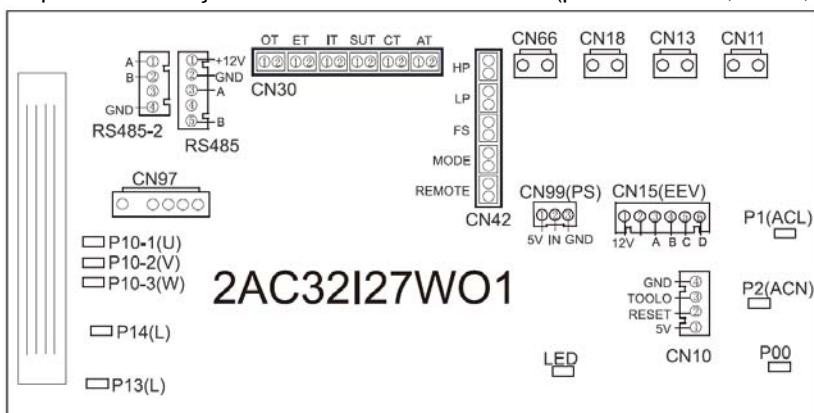 OT ET IT SUT CT AT
①② ①② ①② ①② ①② ①②
CN30
A ①
B ②
③
GND ④
RS485-2
① +12V
② GND
③ A
④
⑤ B
RS485
HP
LP
FS
MODE
REMOTE
CN42
CN66 CN18 CN13 CN11
CN97
CN99(PS)
①②③
5V IN GND
CN15(EEV)
①②③④⑤⑥
12V A B C D
P1(ACL)
P10-1(U)
P10-2(V)
P10-3(W)
2AC32I27WO1
GND ④
TOOLO ③
RESET ②
5V ①
CN10
P2(ACN)
P14(L)
P13(L)
LED
P00